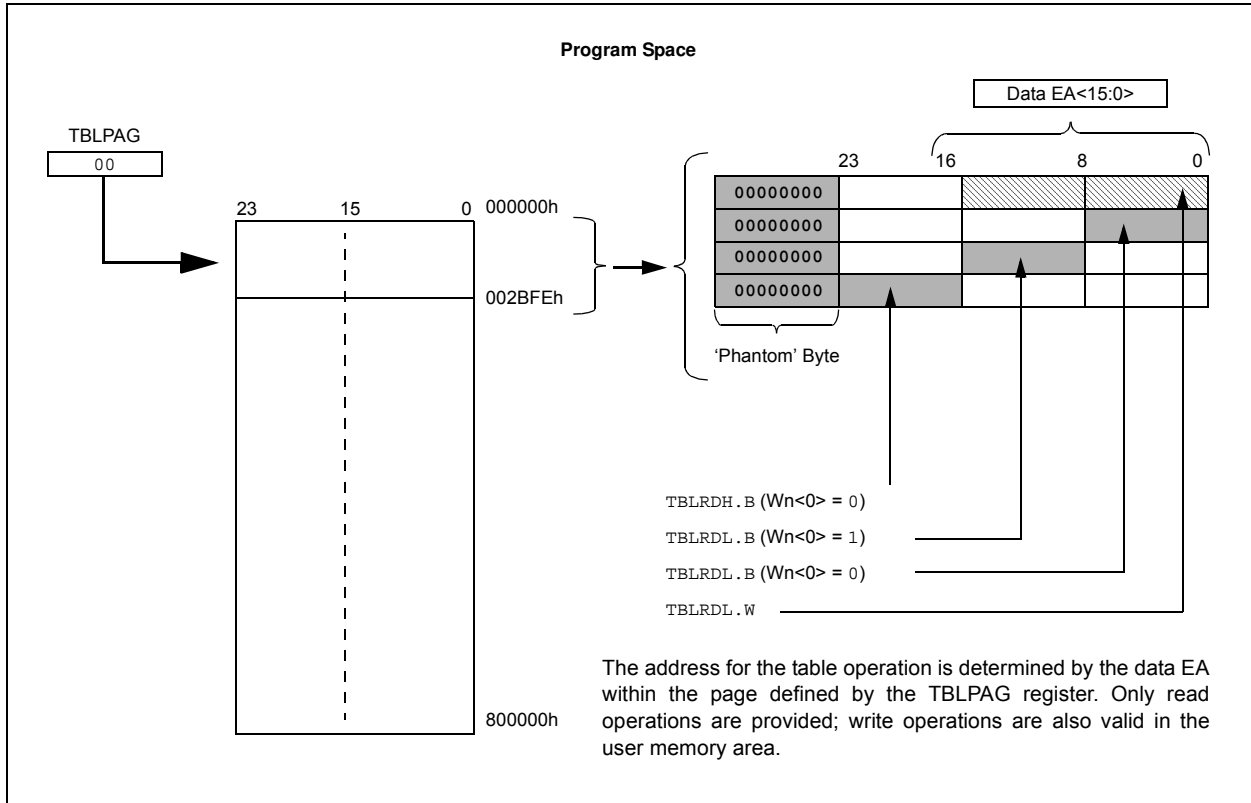 Program Space
Data EA<15:0>
TBLPAG
00
23 16 8 0
00000000
00000000
00000000
00000000
'Phantom' Byte
23 15 0
000000h
002BFEh
800000h
TBLRDH.B (Wn<0> = 0)
TBLRDL.B (Wn<0> = 1)
TBLRDL.B (Wn<0> = 0)
TBLRDL.W
The address for the table operation is determined by the data EA
within the page defined by the TBLPAG register. Only read
operations are provided; write operations are also valid in the
user memory area.